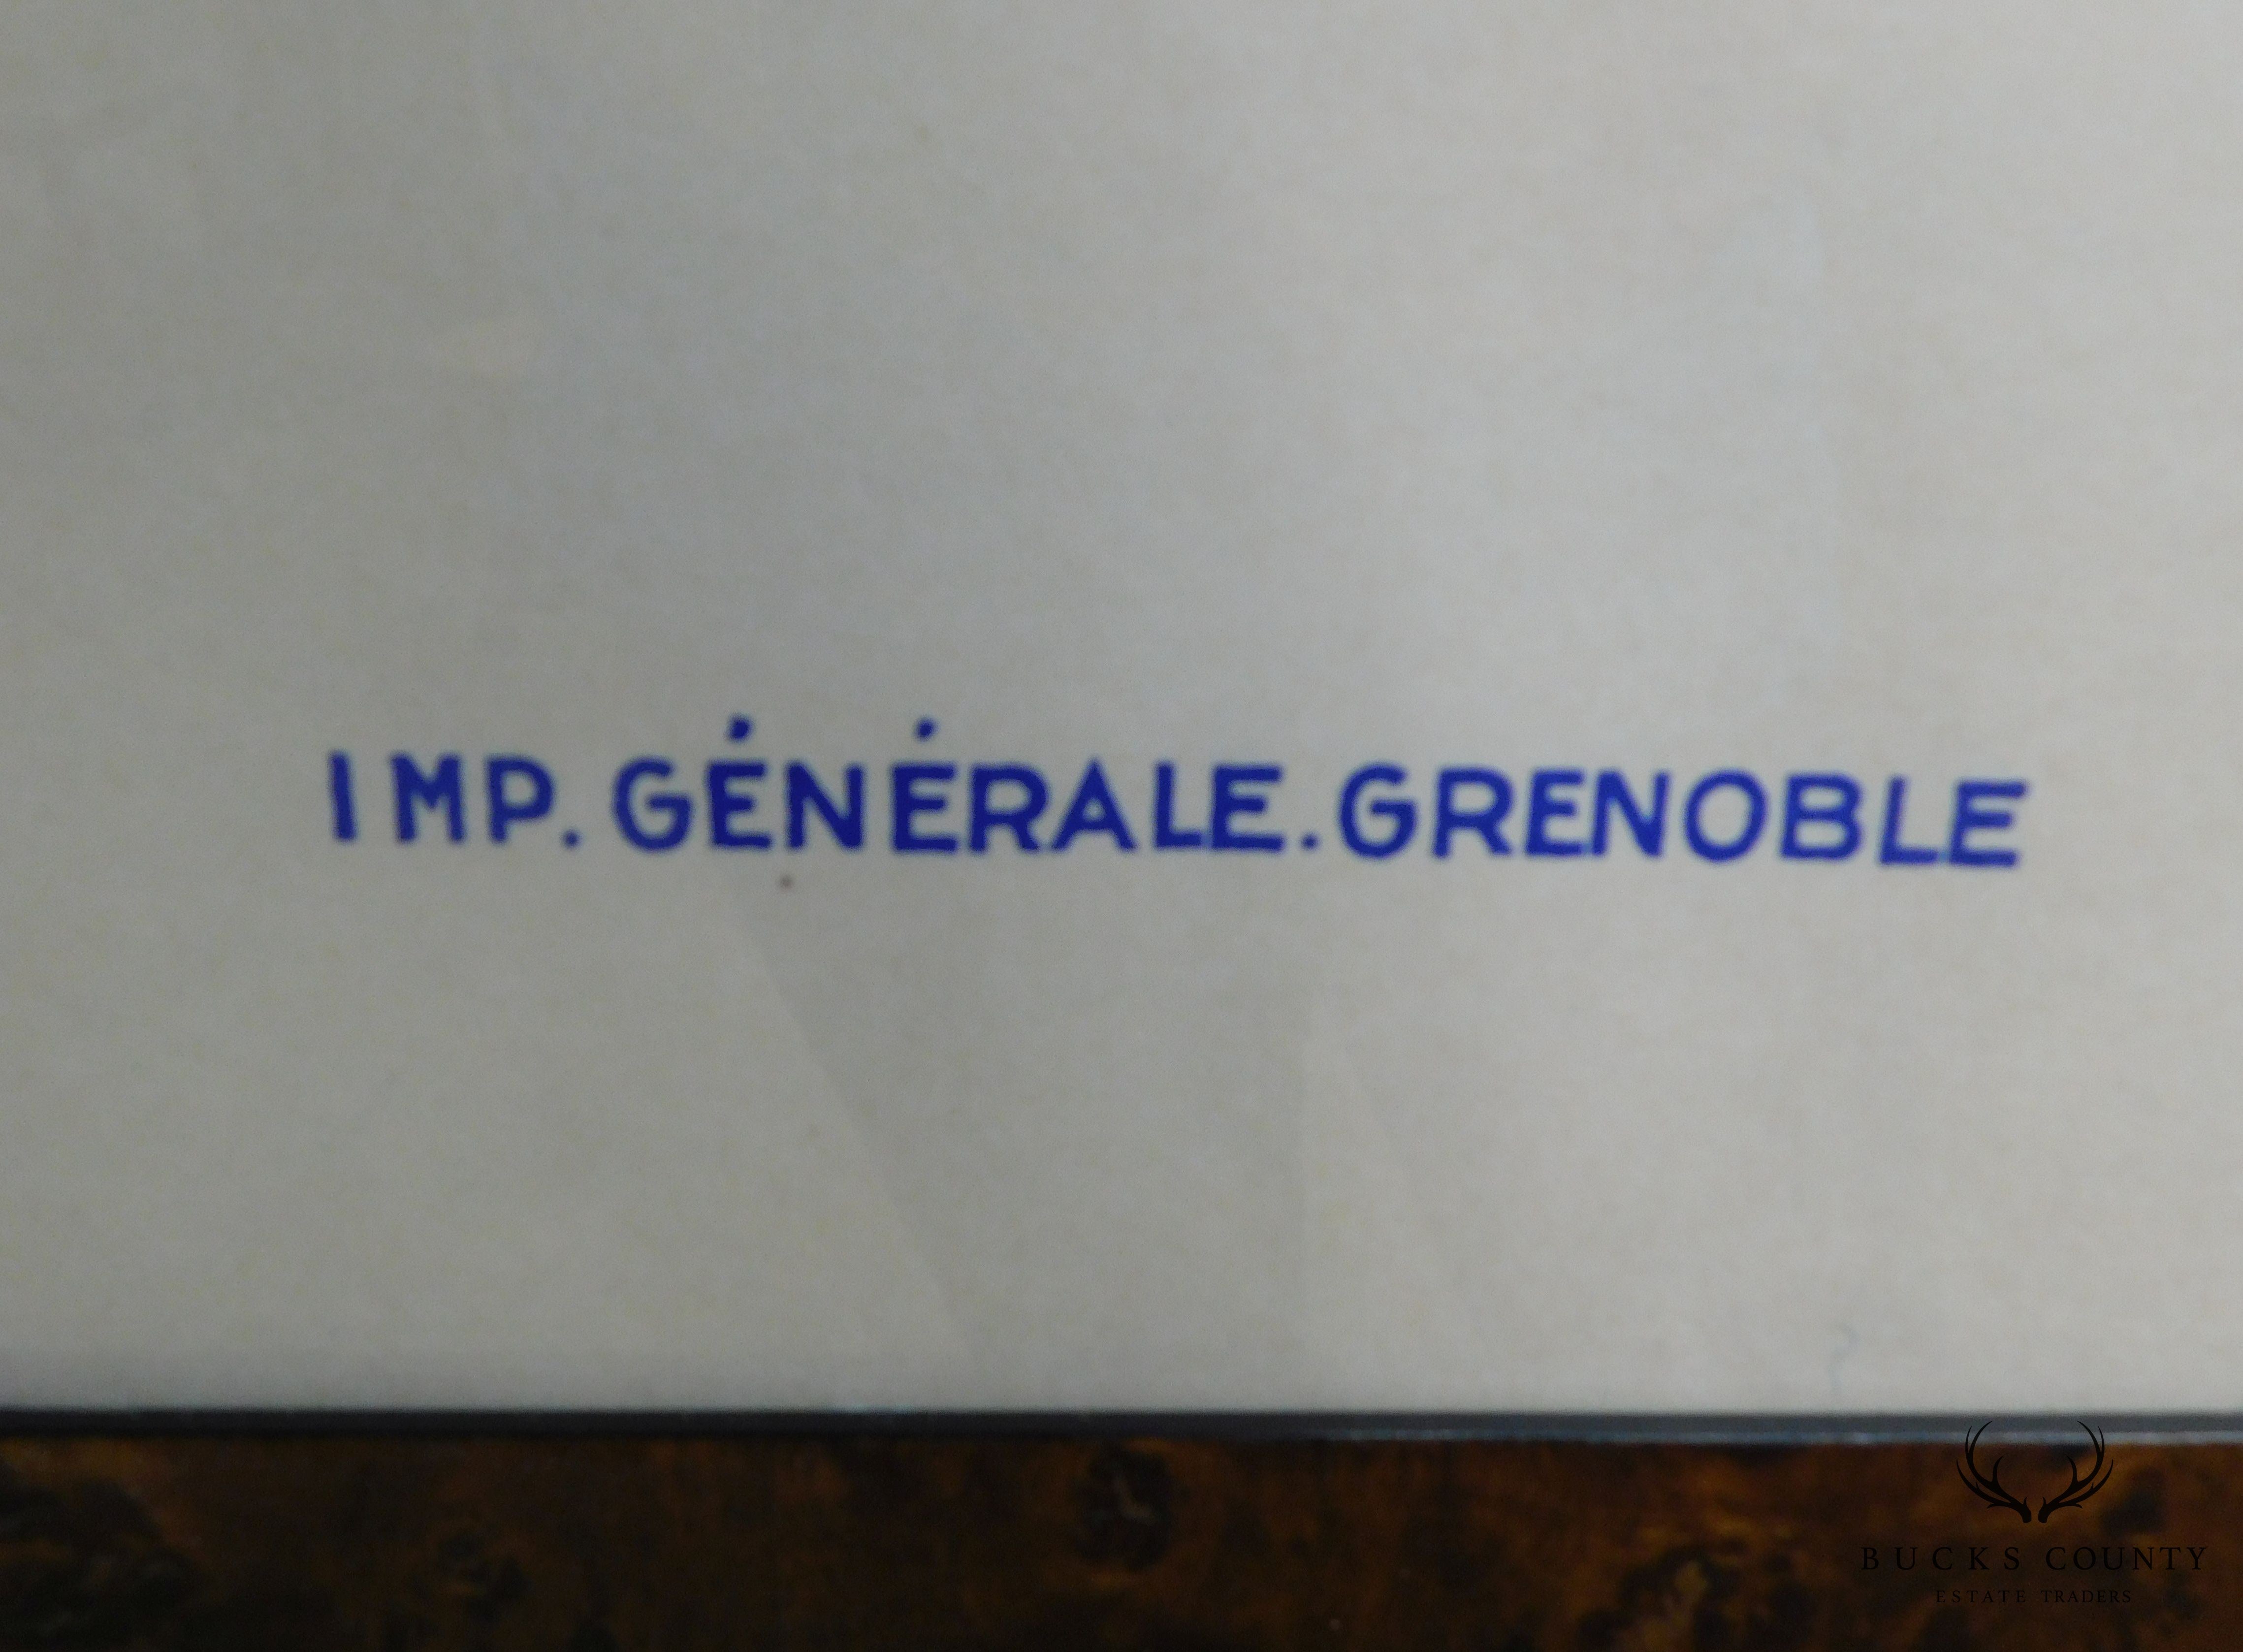 IMP. GÉNÉRALE. GRENOBLE
BUCKS COUNTY
ESTATE TRADERS